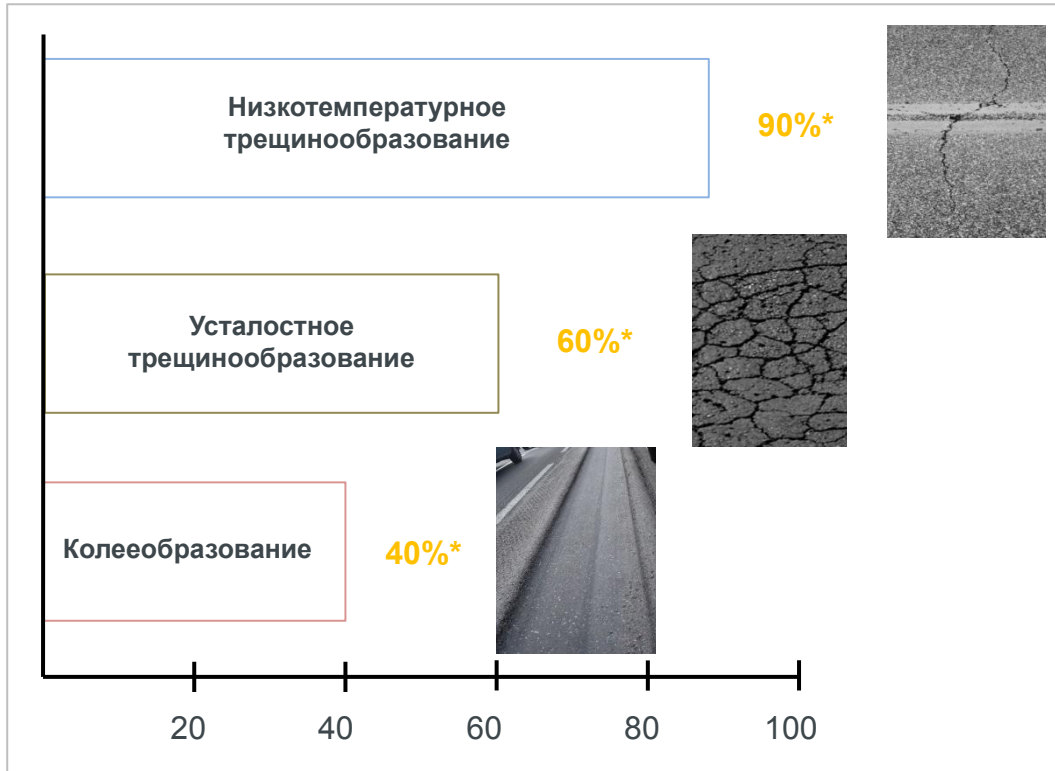 Низкотемпературное
трещинообразование
90%*
Усталостное
трещинообразование
60%*
Колееобразование
40%*
20 40 60 80 100